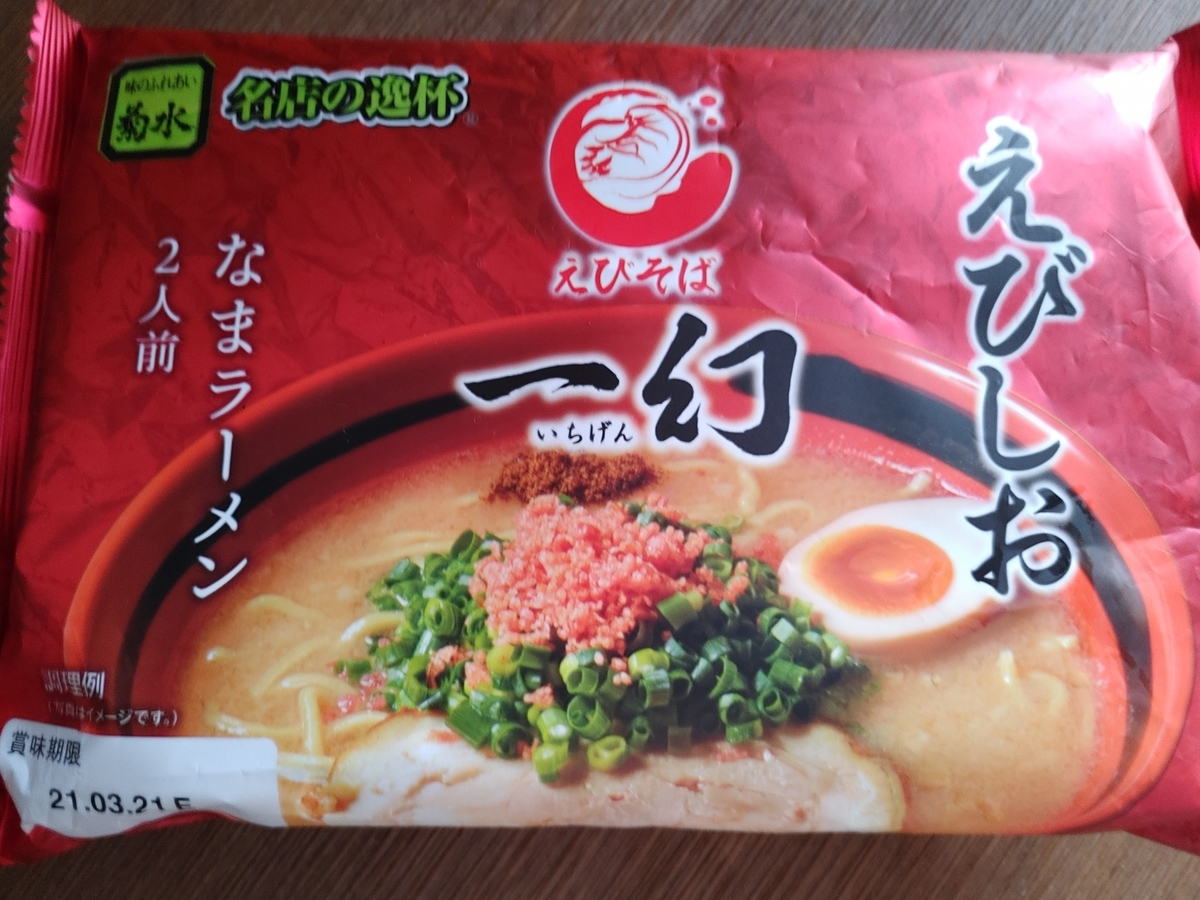 味のふれあい
菊水
名店の逸杯
えびそば
一幻
いちげん
えびしお
なまラーメン
2人前
調理例
(写真はイメージです。)
賞味期限
21.03.21